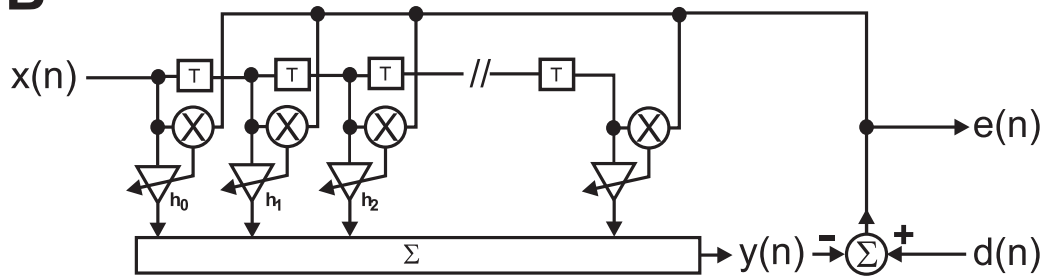 x(n) T T T // T
X X X X
e(n)
h0 h1 h2
Σ y(n) − Σ + d(n)